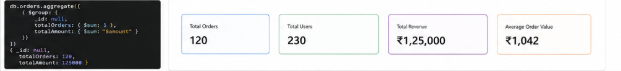 db.orders.aggregate([
{ $group: {
_id: null,
totalOrders: { $sum: 1 },
totalAmount: { $sum: "$amount" }
}}
])
{ _id: null,
totalOrders: 120,
totalAmount: 125000 }
Total Orders
120
Total Users
230
Total Revenue
₹1,25,000
Average Order Value
₹1,042